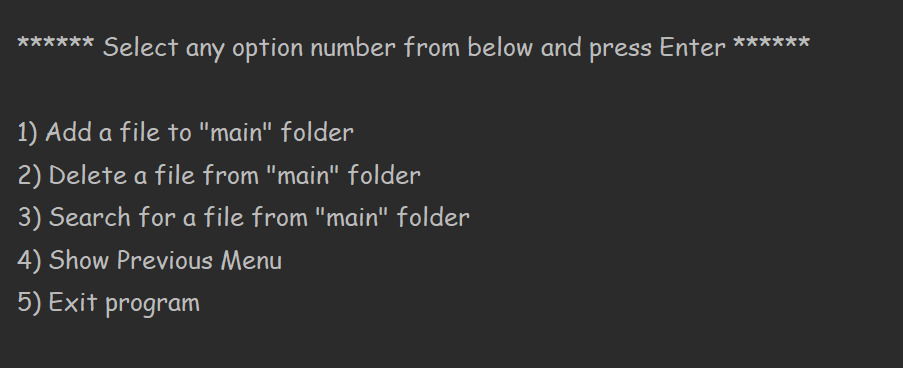 ****** Select any option number from below and press Enter ******
1) Add a file to "main" folder
2) Delete a file from "main" folder
3) Search for a file from "main" folder
4) Show Previous Menu
5) Exit program